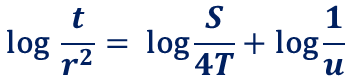 log t/r² = log S/4T + log 1/u